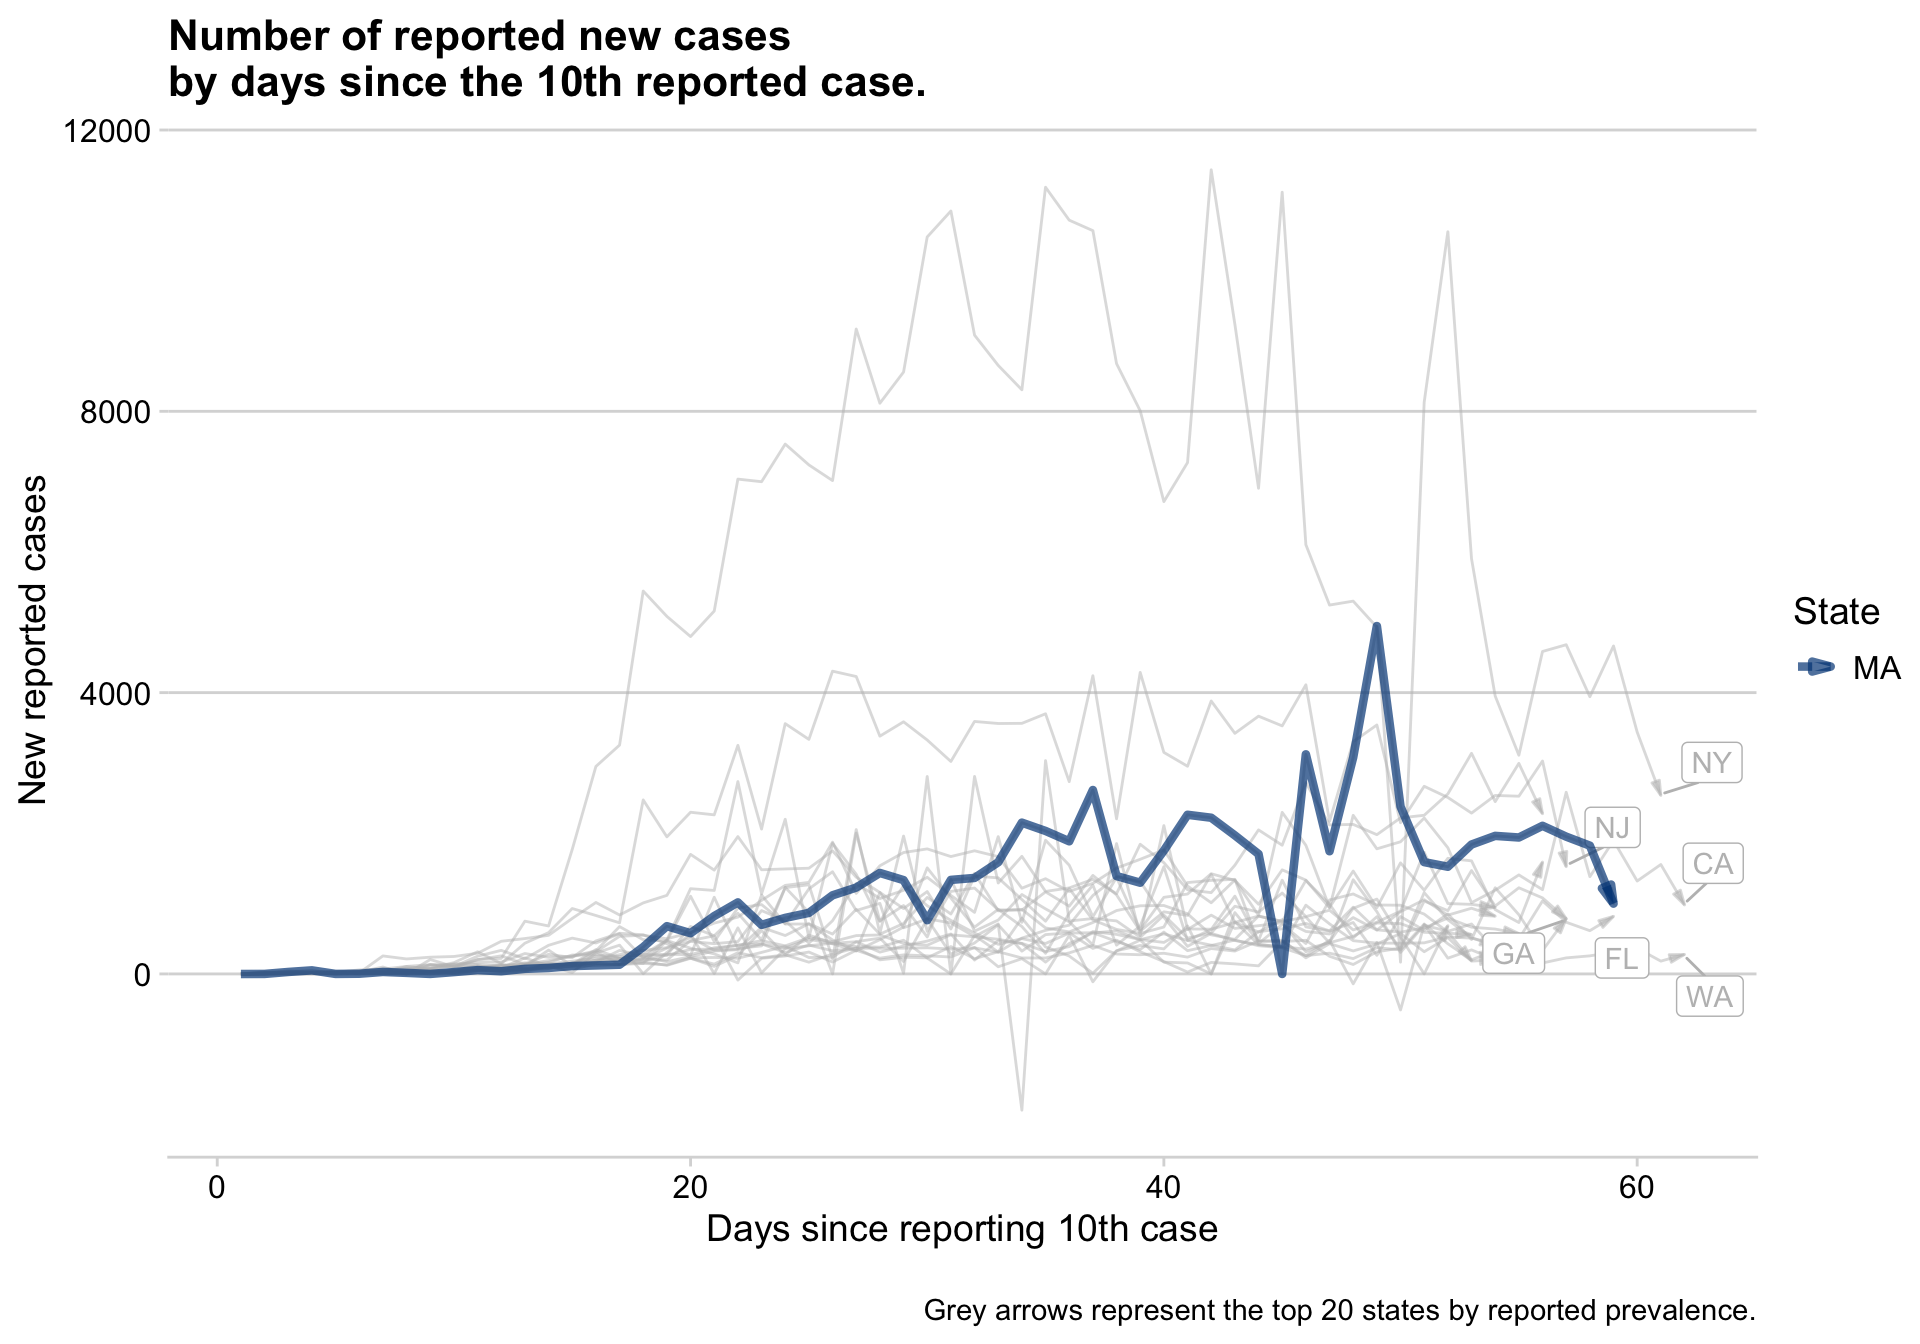 Number of reported new cases
by days since the 10th reported case.
12000
8000
4000
0
New reported cases
NY
NJ
CA
GA
FL
WA
State
MA
0 20 40 60
Days since reporting 10th case
Grey arrows represent the top 20 states by reported prevalence.